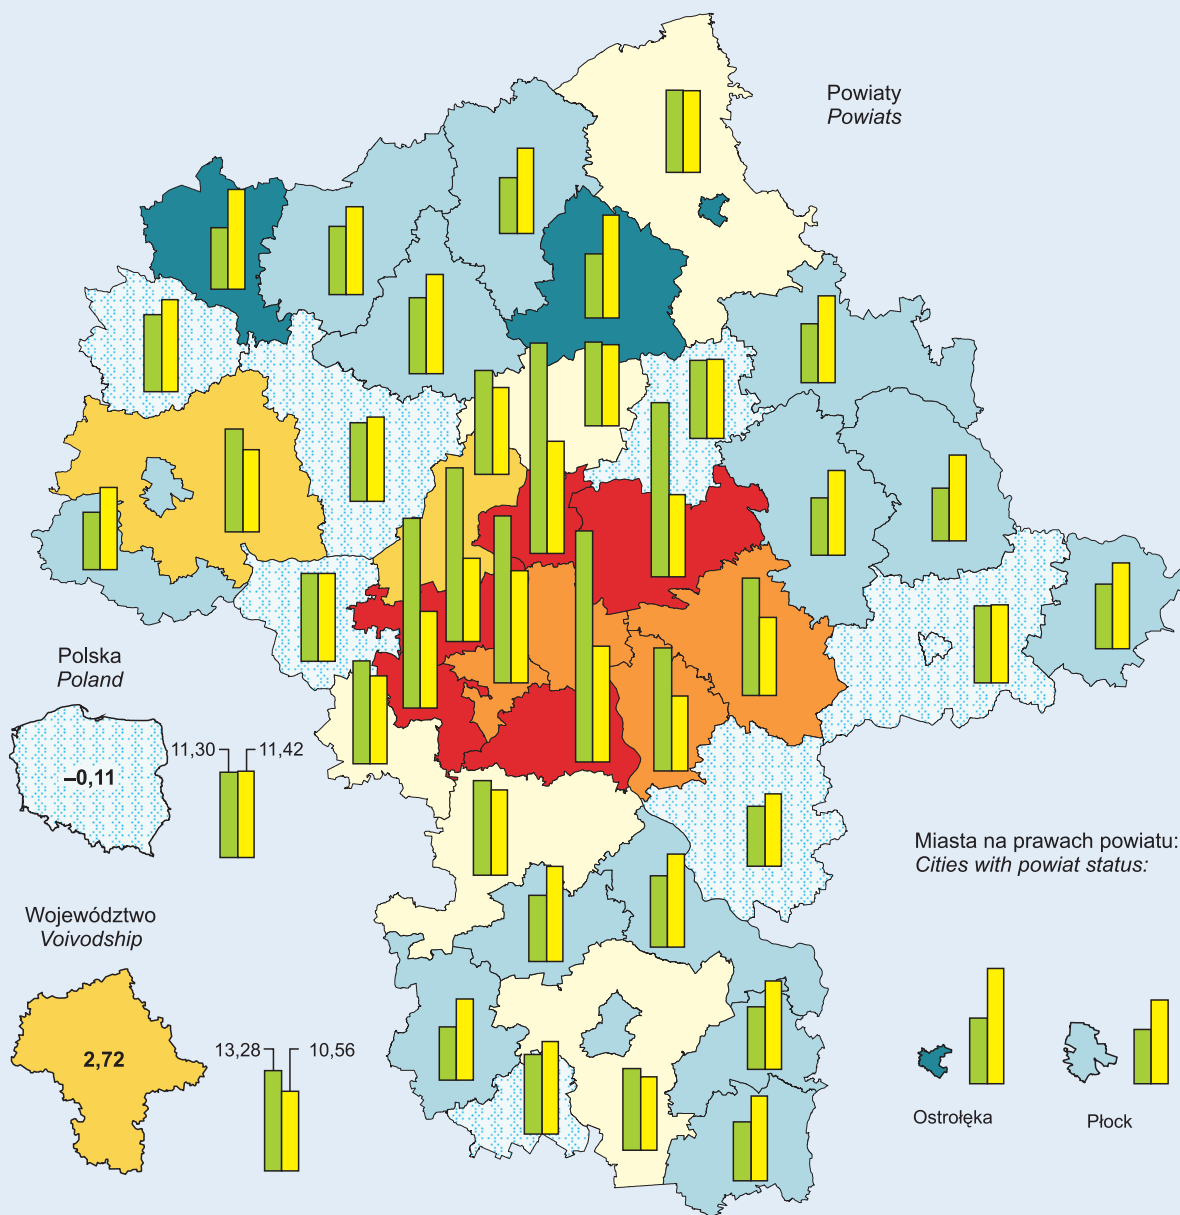 Powiaty
Powiats
Polska
Poland
11,30
11,42
–0,11
Miasta na prawach powiatu:
Cities with powiat status:
Województwo
Voivodship
13,28
10,56
2,72
Ostrołęka
Płock